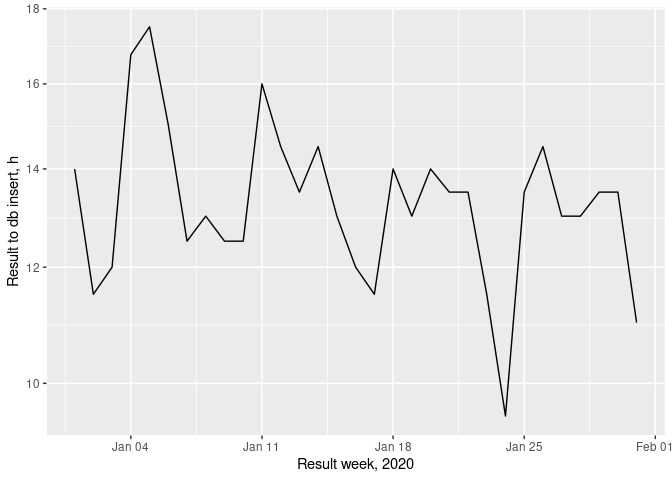 18
16
14
12
10
Result to db insert, h
Jan 04 Jan 11 Jan 18 Jan 25 Feb 01
Result week, 2020